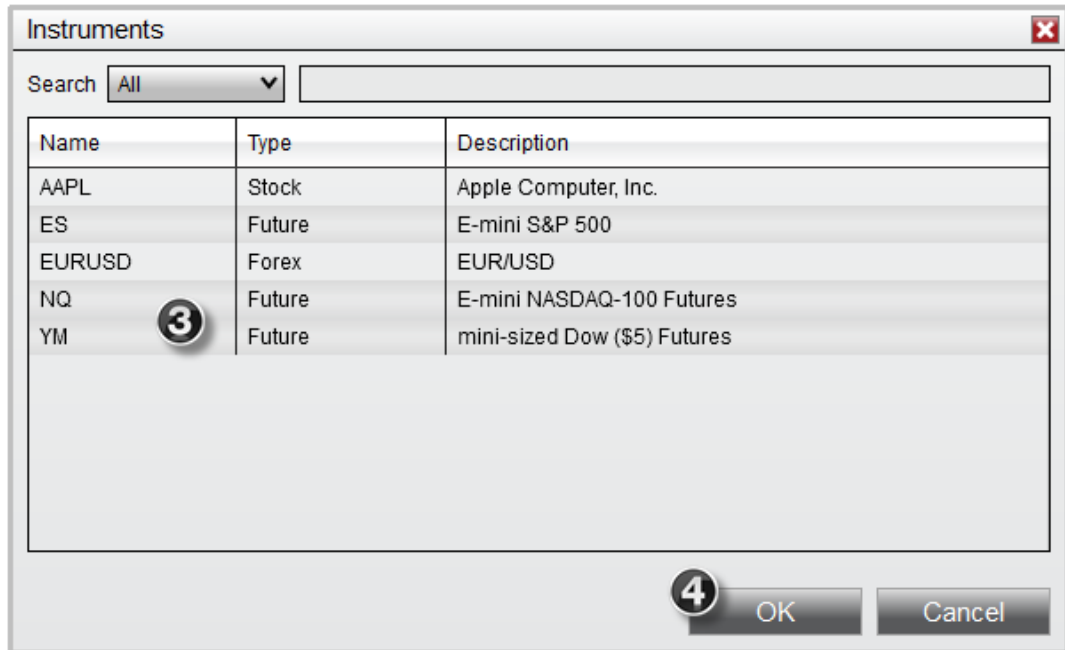 Instruments
Search All
Name Type Description
AAPL Stock Apple Computer, Inc.
ES Future E-mini S&P 500
EURUSD Forex EUR/USD
NQ Future E-mini NASDAQ-100 Futures
YM Future mini-sized Dow ($5) Futures
3
4
OK Cancel